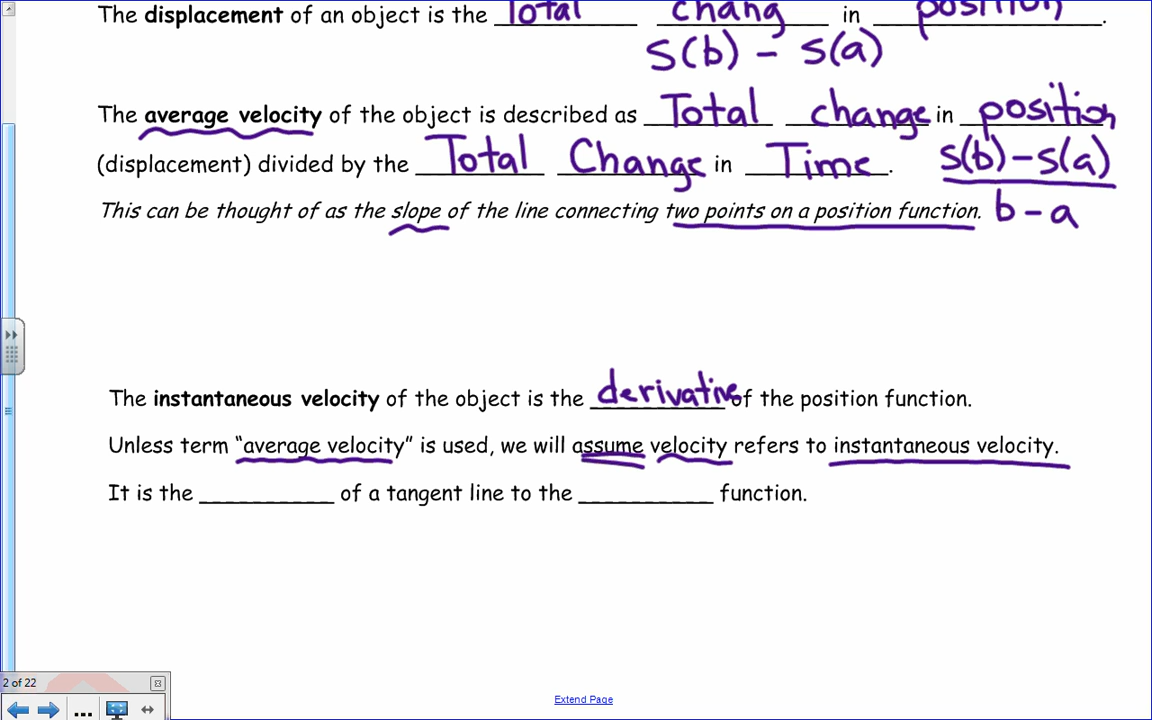 The displacement of an object is the Total chang in position.
s(b) - s(a)
The average velocity of the object is described as Total change in position
(displacement) divided by the Total Change in Time. s(b)-s(a)
This can be thought of as the slope of the line connecting two points on a position function. b-a
The instantaneous velocity of the object is the derivative of the position function.
Unless term “average velocity” is used, we will assume velocity refers to instantaneous velocity.
It is the __________ of a tangent line to the __________ function.
2 of 22
...
Extend Page